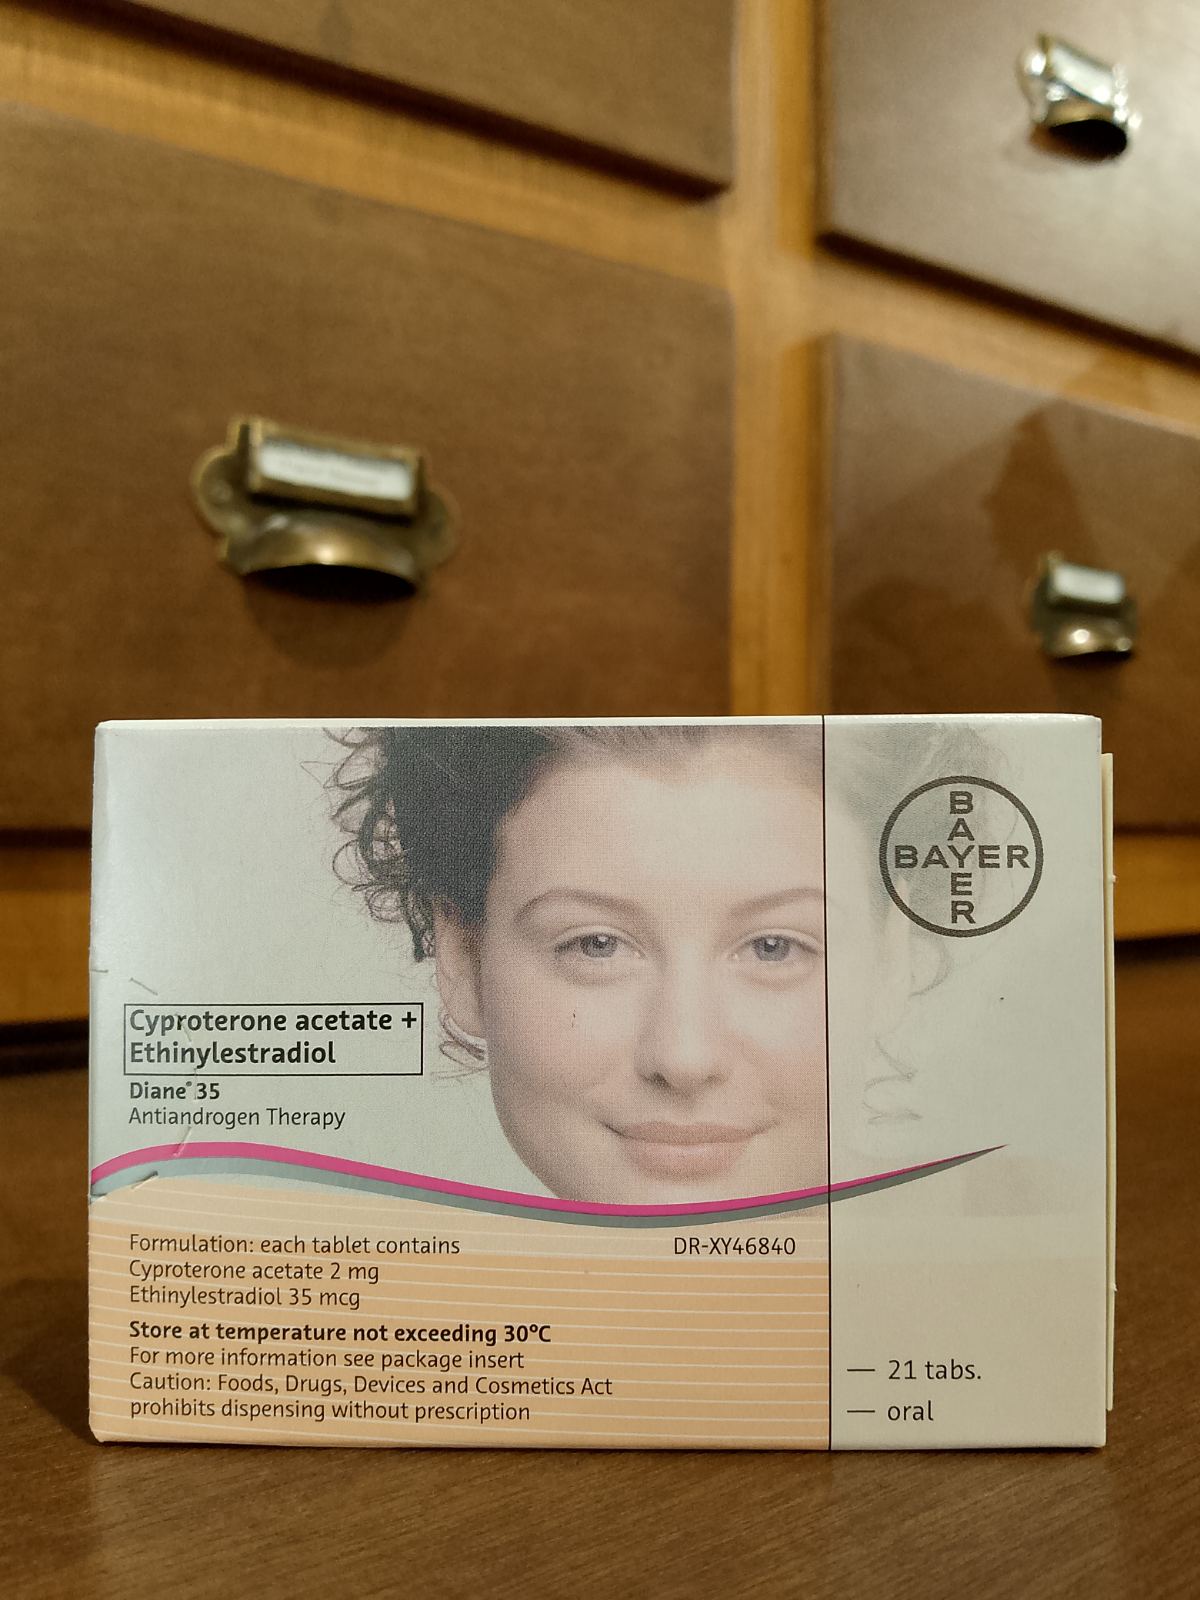 BAYER
BAYER
Cyproterone acetate +
Ethinylestradiol
Diane® 35
Antiandrogen Therapy
Formulation: each tablet contains
DR-XY46840
Cyproterone acetate 2 mg
Ethinylestradiol 35 mcg
Store at temperature not exceeding 30°C
For more information see package insert
Caution: Foods, Drugs, Devices and Cosmetics Act
prohibits dispensing without prescription
— 21 tabs.
— oral